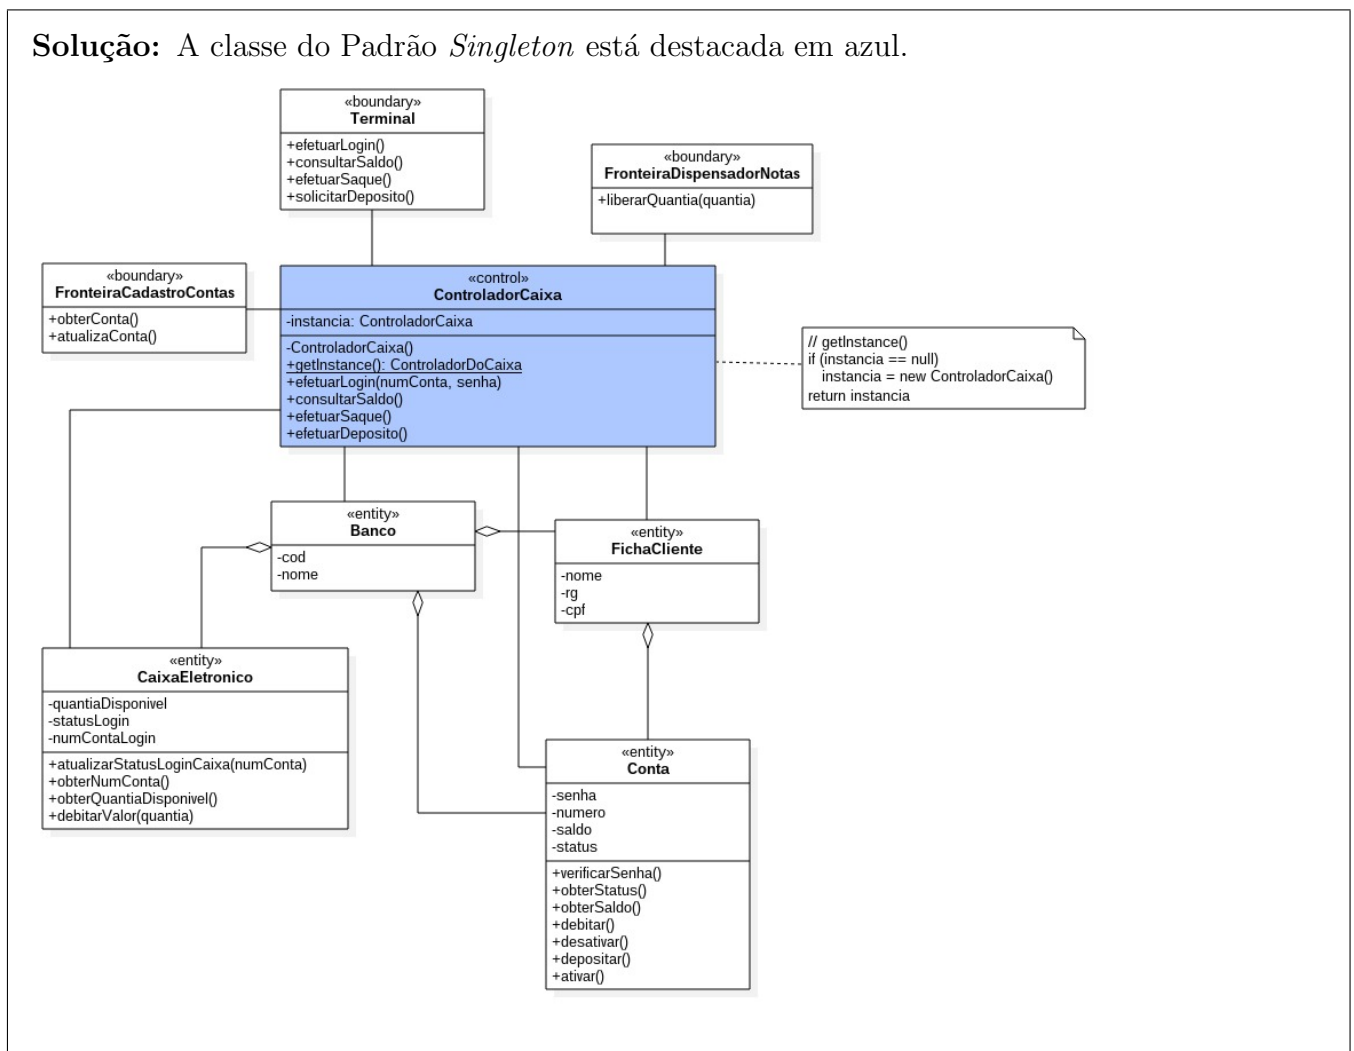 Solução: A classe do Padrão Singleton está destacada em azul.
«boundary»
Terminal
+efetuarLogin()
+consultarSaldo()
+efetuarSaque()
+solicitarDeposito()
«boundary»
FronteiraDispensadorNotas
+liberarQuantia(quantia)
«boundary»
FronteiraCadastroContas
+obterConta()
+atualizaConta()
«control»
ControladorCaixa
-instancia: ControladorCaixa
-ControladorCaixa()
+getInstance(): ControladorDoCaixa
+efetuarLogin(numConta, senha)
+consultarSaldo()
+efetuarSaque()
+efetuarDeposito()
// getInstance()
if (instancia == null)
instancia = new ControladorCaixa()
return instancia
«entity»
Banco
-cod
-nome
«entity»
FichaCliente
-nome
-rg
-cpf
«entity»
CaixaEletronico
-quantiaDisponivel
-statusLogin
-numContaLogin
+atualizarStatusLoginCaixa(numConta)
+obterNumConta()
+obterQuantiaDisponivel()
+debitarValor(quantia)
«entity»
Conta
-senha
-numero
-saldo
-status
+verificarSenha()
+obterStatus()
+obterSaldo()
+debitar()
+desativar()
+depositar()
+ativar()